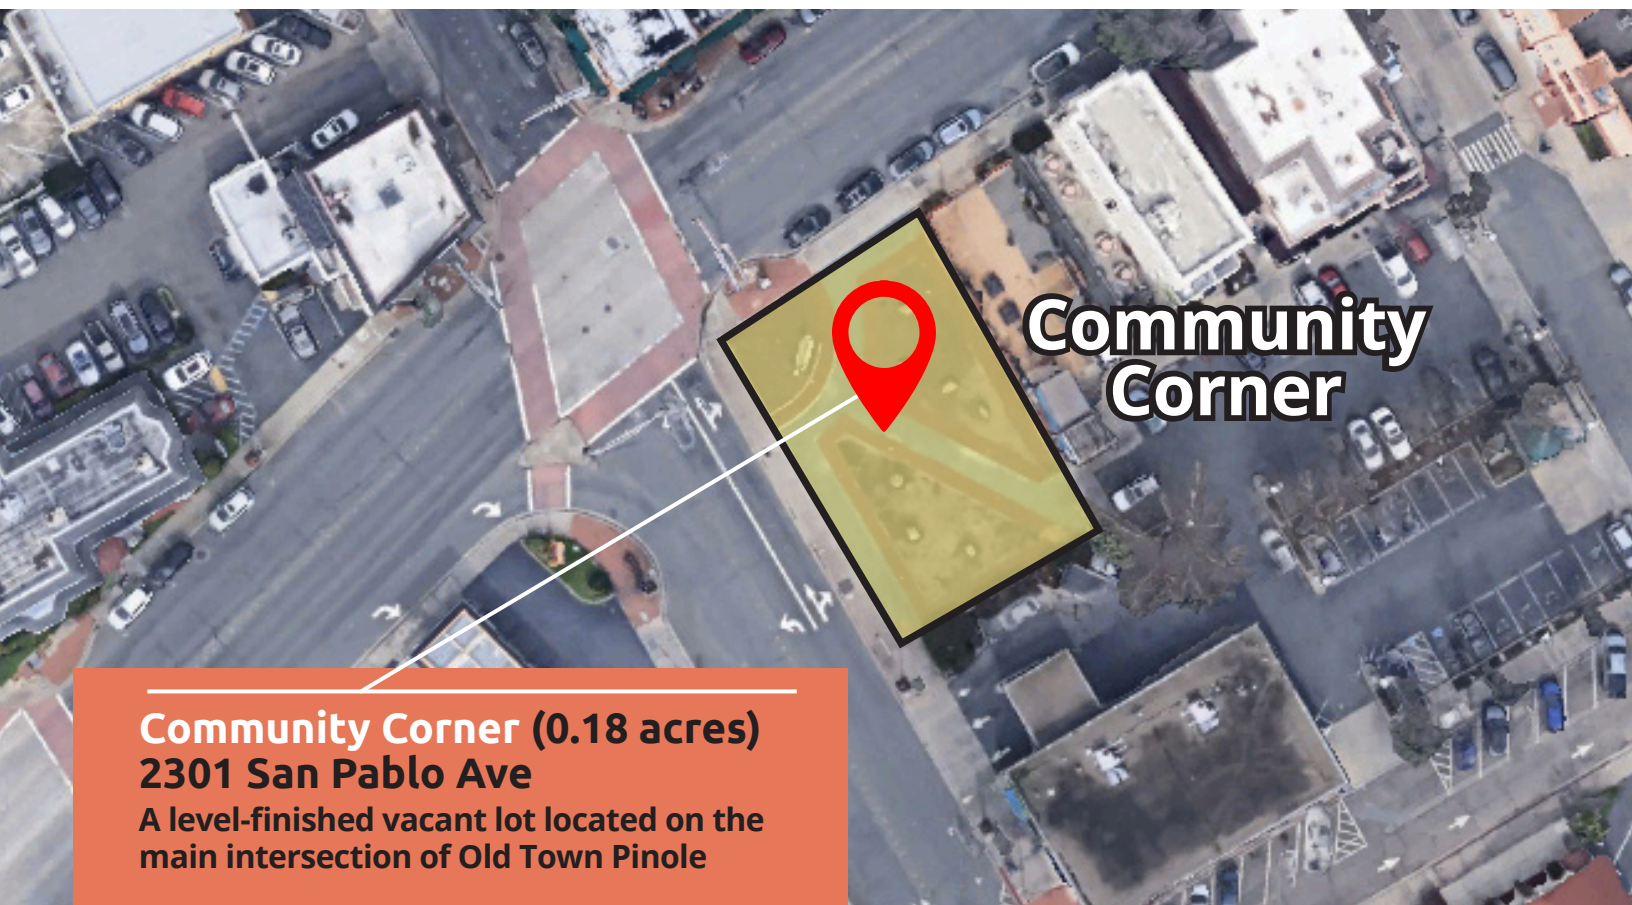 Community
Corner
Community Corner (0.18 acres)
2301 San Pablo Ave
A level-finished vacant lot located on the
main intersection of Old Town Pinole